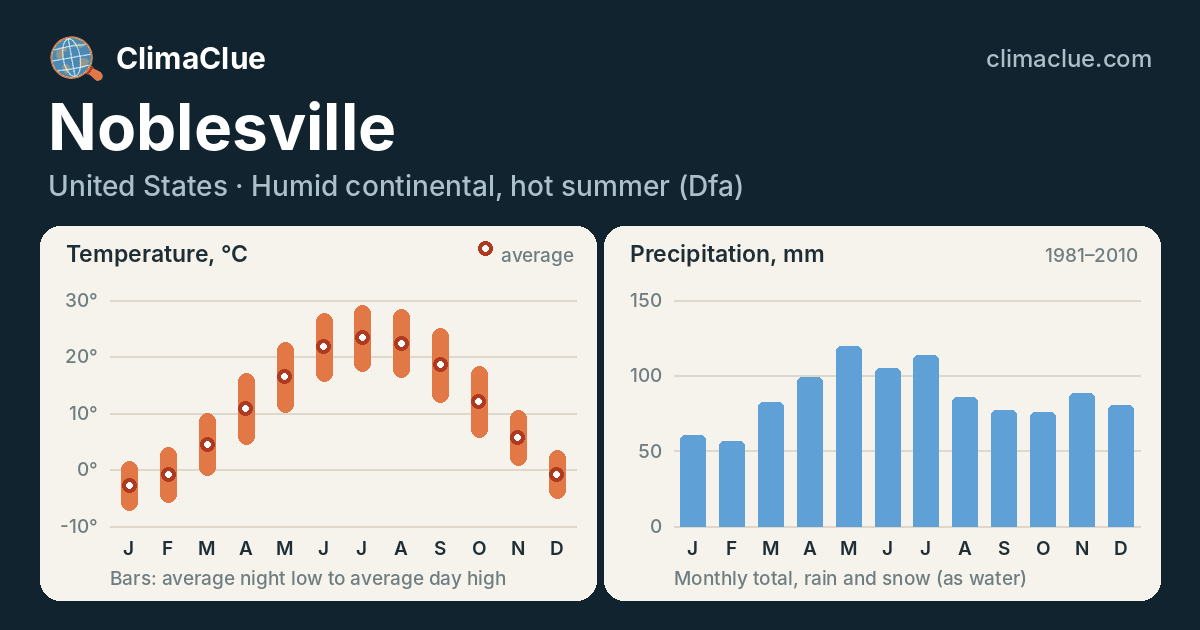 ClimaClue
climaclue.com
Noblesville
United States · Humid continental, hot summer (Dfa)
Temperature, °C
average
30°
20°
10°
0°
-10°
J F M A M J J A S O N D
Bars: average night low to average day high
Precipitation, mm
1981–2010
150
100
50
0
J F M A M J J A S O N D
Monthly total, rain and snow (as water)